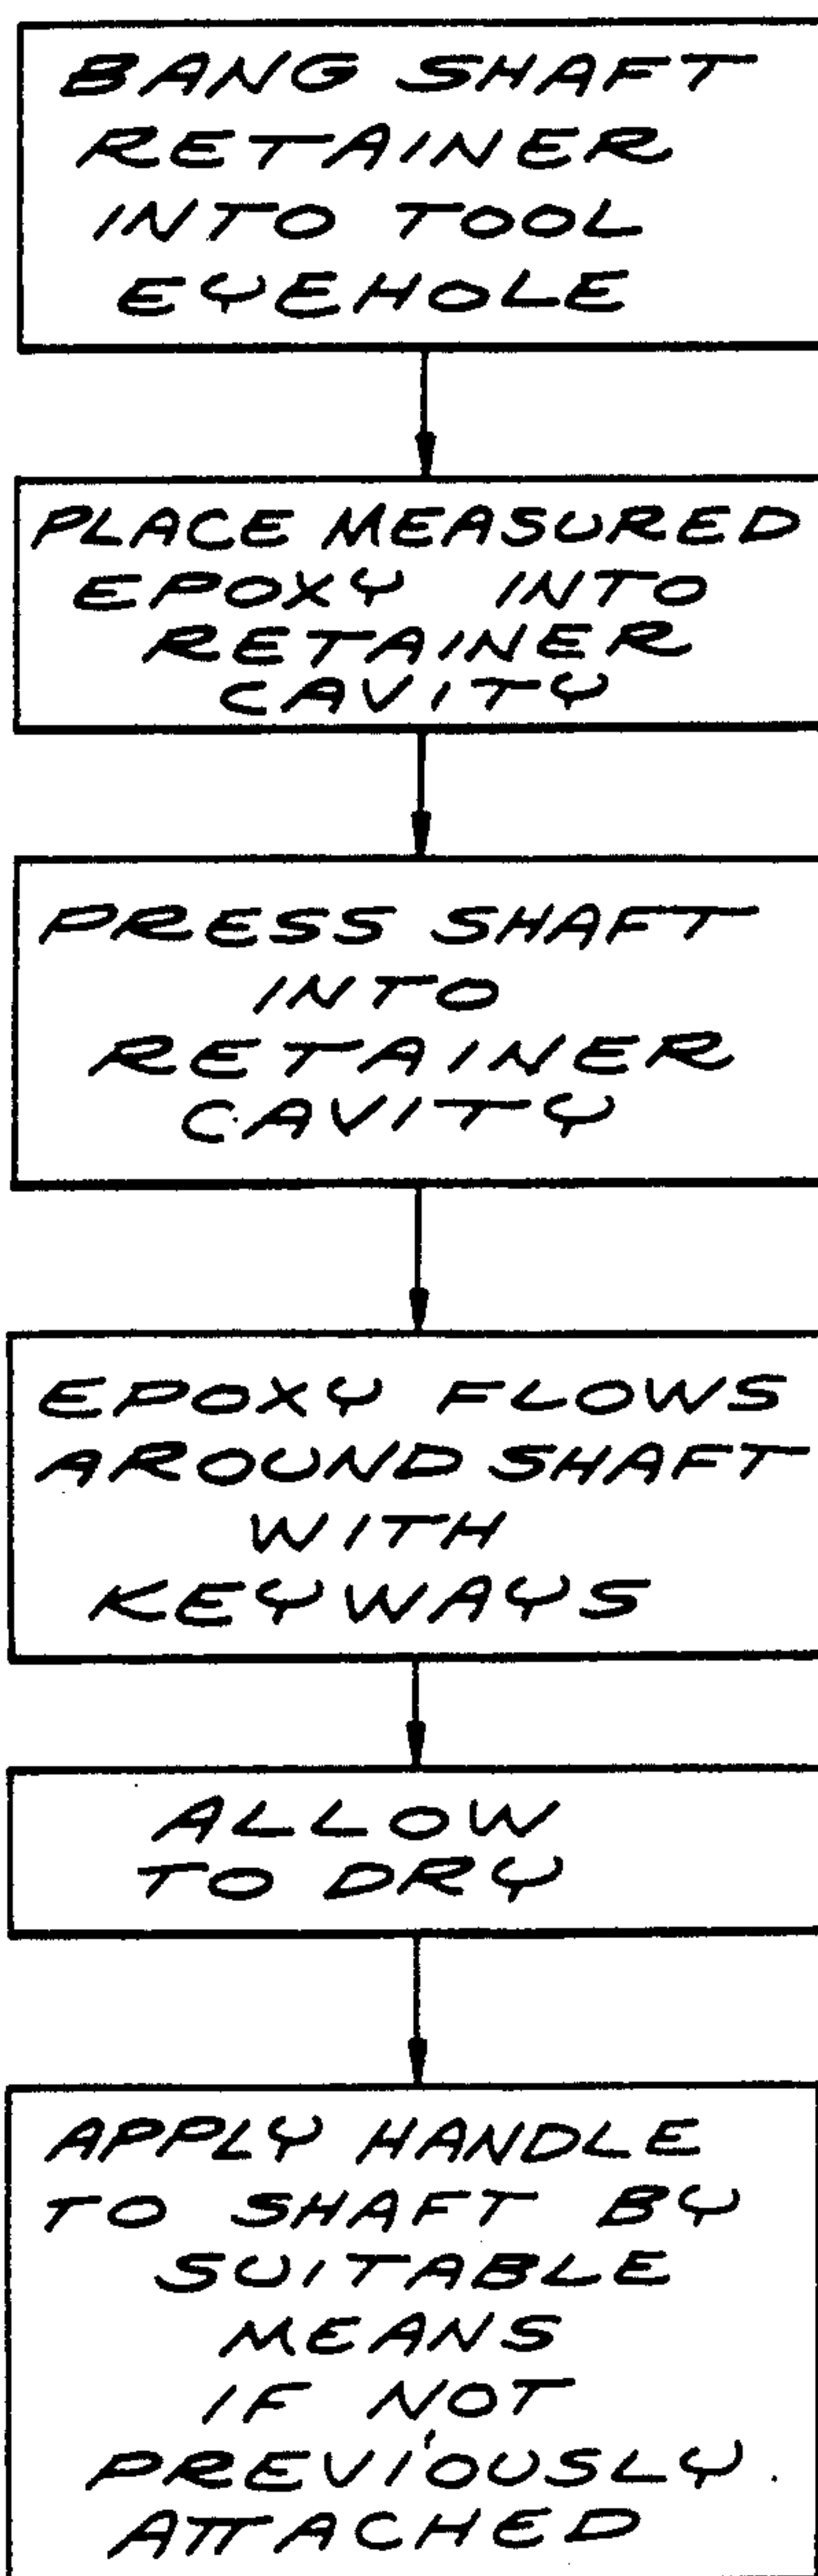 BANG SHAFT
RETAINER
INTO TOOL
EYEHOLE
PLACE MEASURED
EPOXY INTO
RETAINER
CAVITY
PRESS SHAFT
INTO
RETAINER
CAVITY
EPOXY FLOWS
AROUND SHAFT
WITH
KEYWAYS
ALLOW
TO DRY
APPLY HANDLE
TO SHAFT BY
SUITABLE
MEANS
IF NOT
PREVIOUSLY
ATTACHED